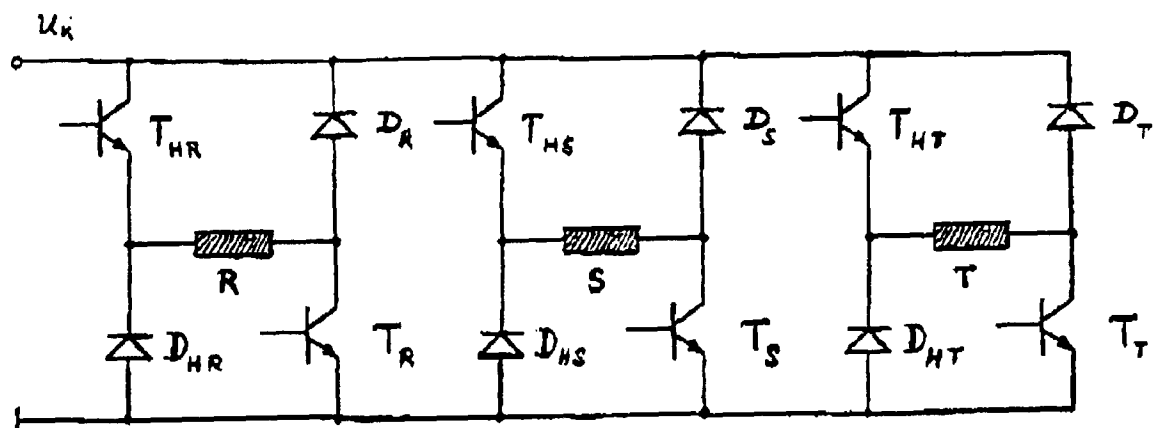 U_k
T_HR D_R T_HS D_S T_HT D_T
R S T
D_HR T_R D_HS T_S D_HT T_T